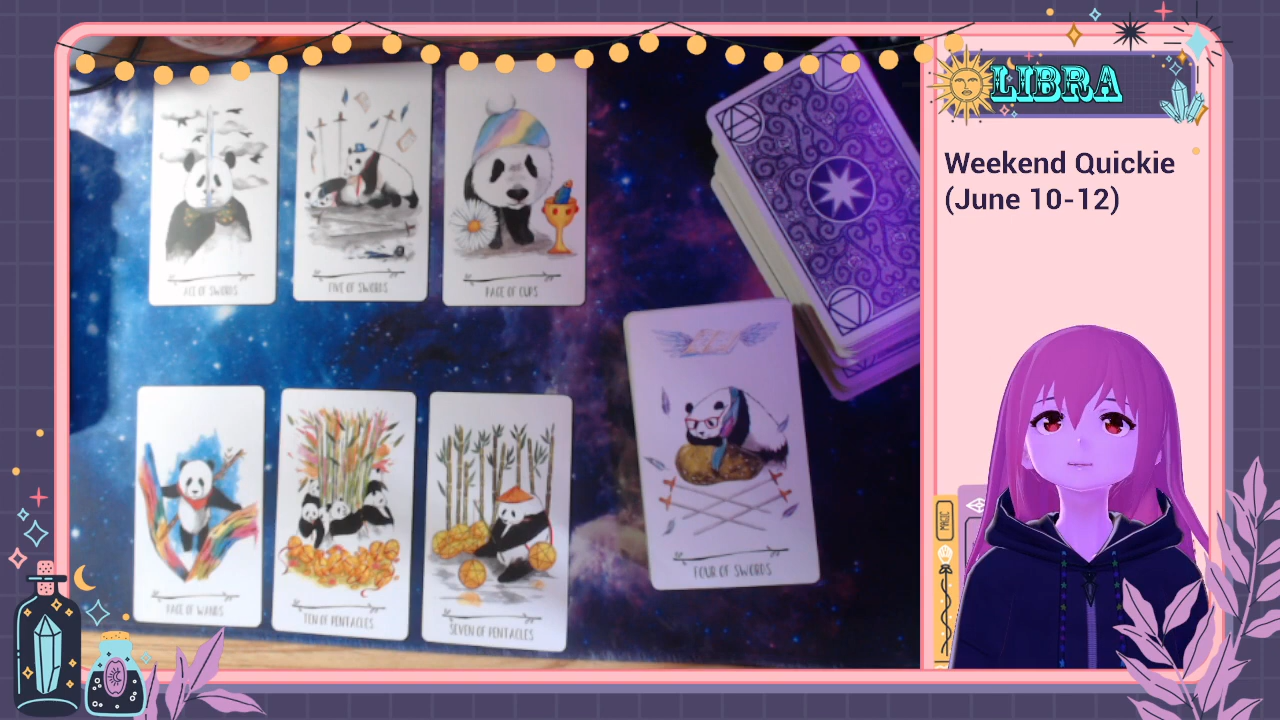 LIBRA
Weekend Quickie
(June 10-12)
ACE OF SWORDS
FIVE OF SWORDS
PAGE OF CUPS
PAGE OF WANDS
TEN OF PENTACLES
SEVEN OF PENTACLES
FOUR OF SWORDS
MAGIC